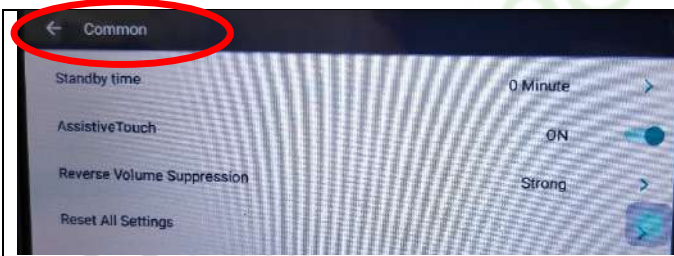 Common
Standby time 0 Minute
AssistiveTouch ON
Reverse Volume Suppression Strong
Reset All Settings